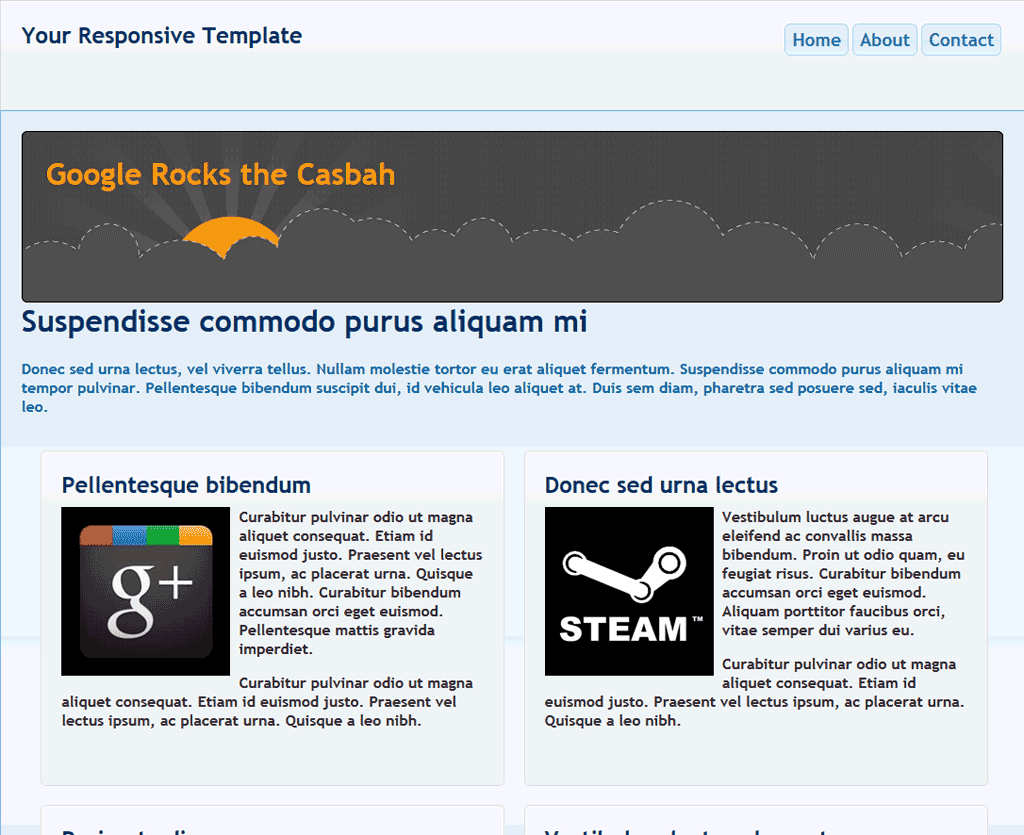 Your Responsive Template
Home About Contact
Google Rocks the Casbah
Suspendisse commodo purus aliquam mi
Donec sed urna lectus, vel viverra tellus. Nullam molestie tortor eu erat aliquet fermentum. Suspendisse commodo purus aliquam mi
tempor pulvinar. Pellentesque bibendum suscipit dui, id vehicula leo aliquet at. Duis sem diam, pharetra sed posuere sed, iaculis vitae
leo.
Pellentesque bibendum
g+
Curabitur pulvinar odio ut magna
aliquet consequat. Etiam id
euismod justo. Praesent vel lectus
ipsum, ac placerat urna. Quisque
a leo nibh. Curabitur bibendum
accumsan orci eget euismod.
Pellentesque mattis gravida
imperdiet.
Curabitur pulvinar odio ut magna
aliquet consequat. Etiam id euismod justo. Praesent vel
lectus ipsum, ac placerat urna. Quisque a leo nibh.
Donec sed urna lectus
STEAM™
Vestibulum luctus augue at arcu
eleifend ac convallis massa
bibendum. Proin ut odio quam, eu
feugiat risus. Curabitur bibendum
accumsan orci eget euismod.
Aliquam porttitor faucibus orci,
vitae semper dui varius eu.
Curabitur pulvinar odio ut magna
aliquet consequat. Etiam id
euismod justo. Praesent vel lectus ipsum, ac placerat urna.
Quisque a leo nibh.